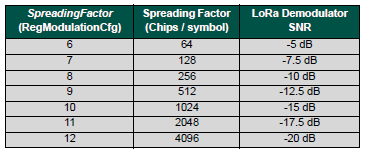 SpreadingFactor (RegModulationCfg) Spreading Factor (Chips / symbol) LoRa Demodulator SNR
6 64 -5 dB
7 128 -7.5 dB
8 256 -10 dB
9 512 -12.5 dB
10 1024 -15 dB
11 2048 -17.5 dB
12 4096 -20 dB